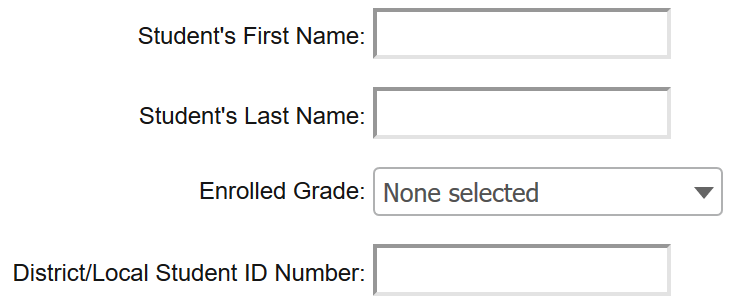 Student's First Name:
Student's Last Name:
Enrolled Grade: None selected
District/Local Student ID Number: